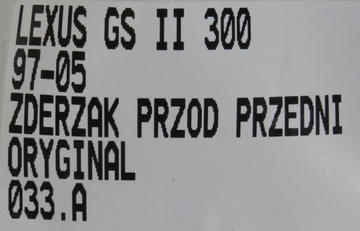 LEXUS GS II 300
97-05
ZDERZAK PRZOD PRZEDNI
ORYGINAL
033.A